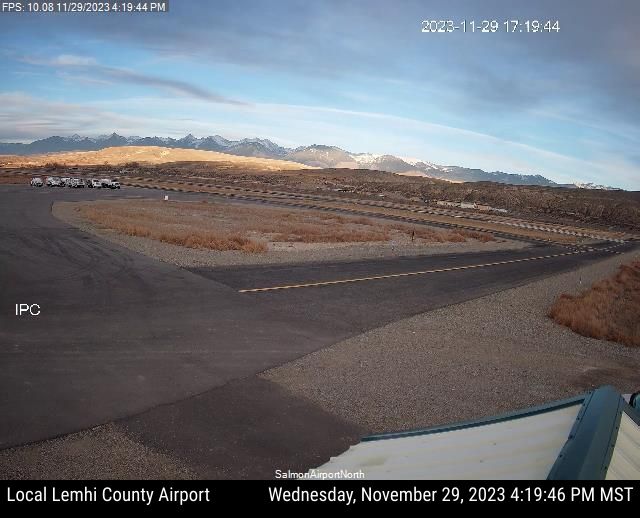 FPS: 10.08 11/29/2023 4:19:44 PM
2023-11-29 17:19:44
IPC
SalmonAirportNorth
Local Lemhi County Airport Wednesday, November 29, 2023 4:19:46 PM MST